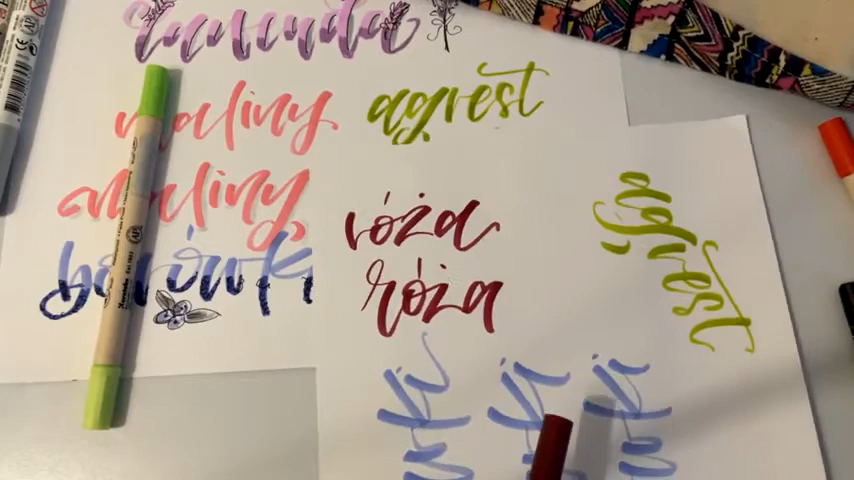 lawenda
maliny
agrest
maliny
róża
agrest
borówki
róża